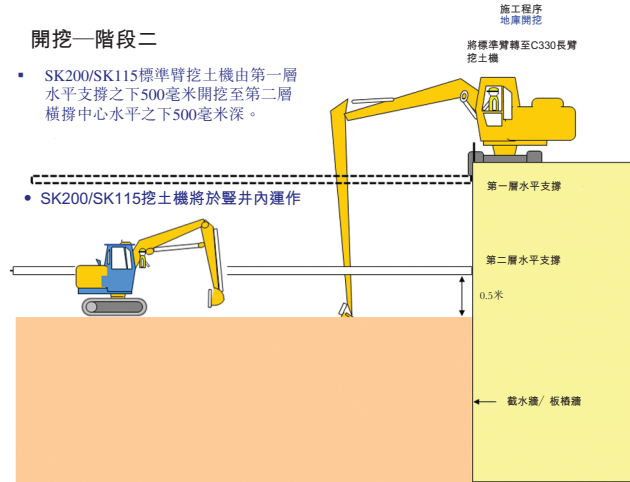 施工程序
地庫開挖
開挖—階段二
將標準臂轉至C330長臂
挖土機
▪ SK200/SK115標準臂挖土機由第一層
水平支撐之下500毫米開挖至第二層
橫撐中心水平之下500毫米深。
第一層水平支撐
• SK200/SK115挖土機將於豎井內運作
第二層水平支撐
0.5米
截水牆/ 板樁牆